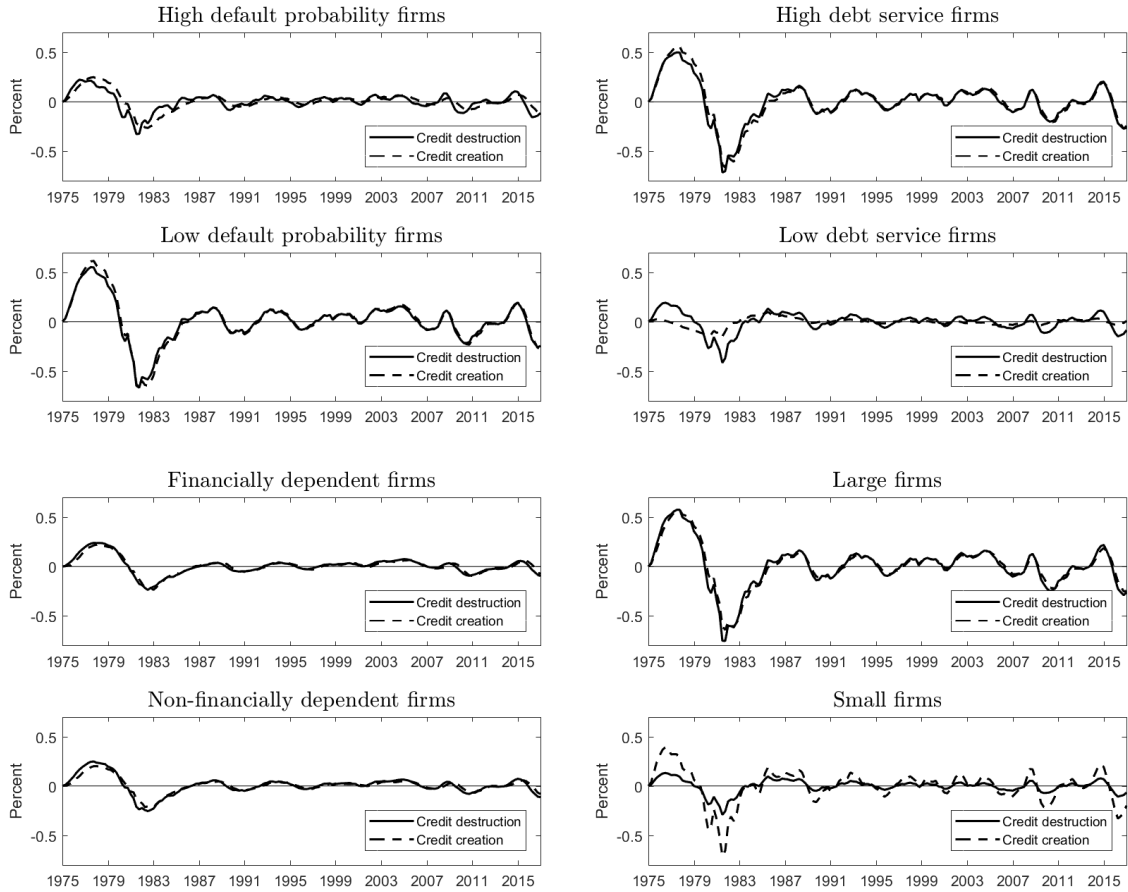 High default probability firms
Percent
0.5
0
-0.5
Credit destruction
Credit creation
1975 1979 1983 1987 1991 1995 1999 2003 2007 2011 2015
High debt service firms
Percent
0.5
0
-0.5
Credit destruction
Credit creation
1975 1979 1983 1987 1991 1995 1999 2003 2007 2011 2015
Low default probability firms
Percent
0.5
0
-0.5
Credit destruction
Credit creation
1975 1979 1983 1987 1991 1995 1999 2003 2007 2011 2015
Low debt service firms
Percent
0.5
0
-0.5
Credit destruction
Credit creation
1975 1979 1983 1987 1991 1995 1999 2003 2007 2011 2015
Financially dependent firms
Percent
0.5
0
-0.5
Credit destruction
Credit creation
1975 1979 1983 1987 1991 1995 1999 2003 2007 2011 2015
Large firms
Percent
0.5
0
-0.5
Credit destruction
Credit creation
1975 1979 1983 1987 1991 1995 1999 2003 2007 2011 2015
Non-financially dependent firms
Percent
0.5
0
-0.5
Credit destruction
Credit creation
1975 1979 1983 1987 1991 1995 1999 2003 2007 2011 2015
Small firms
Percent
0.5
0
-0.5
Credit destruction
Credit creation
1975 1979 1983 1987 1991 1995 1999 2003 2007 2011 2015